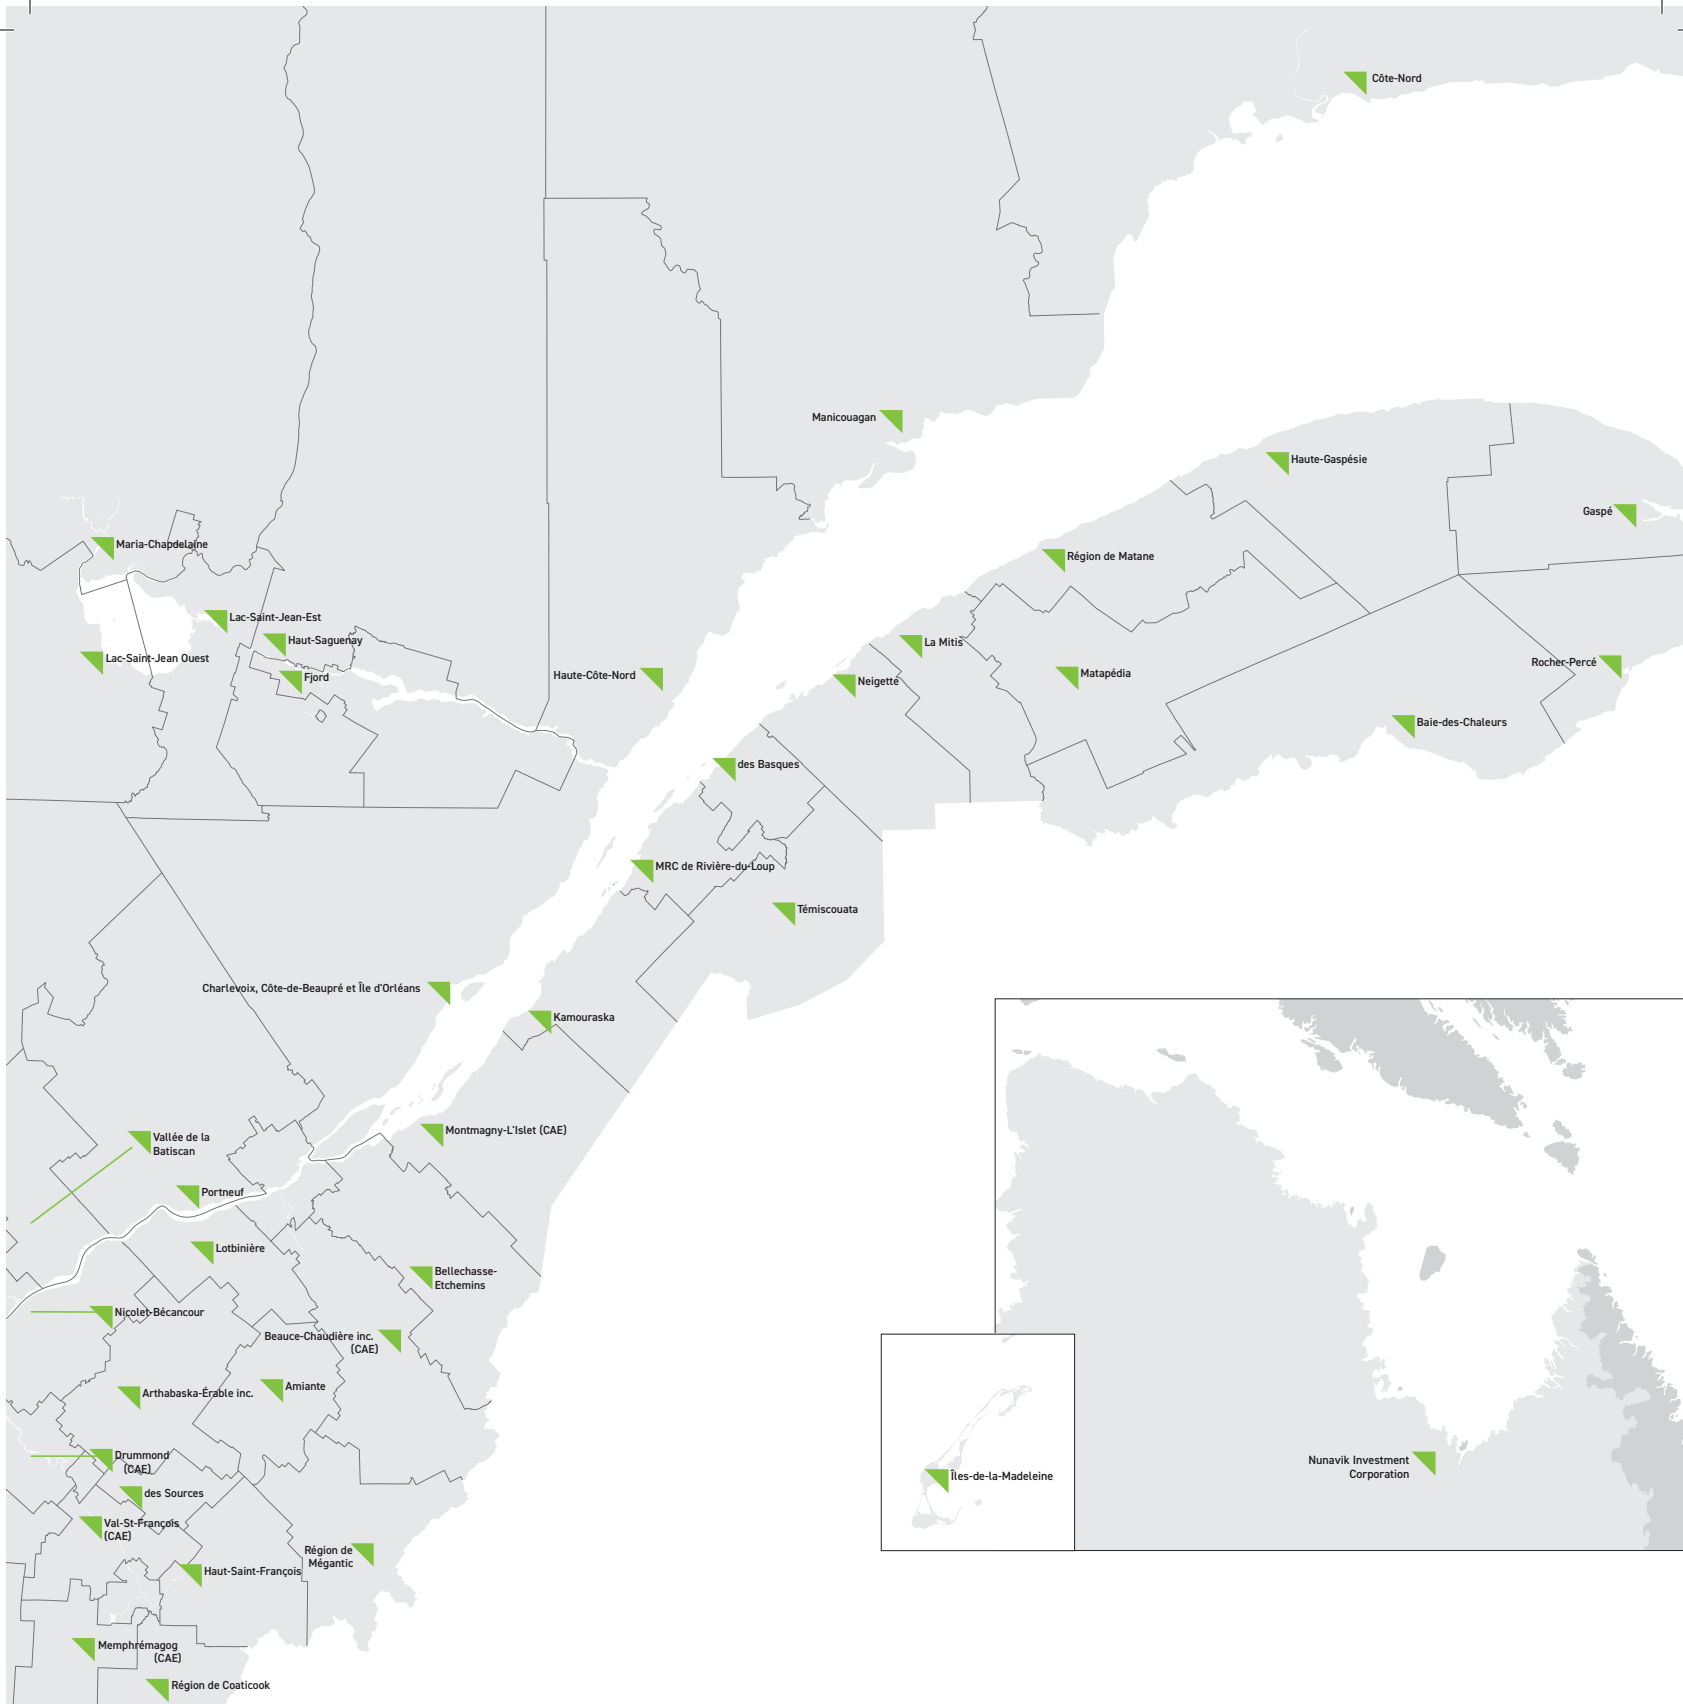 Côte-Nord
Manicouagan
Haute-Gaspésie
Gaspé
Maria-Chapdelaine
Région de Matane
Lac-Saint-Jean-Est
Haut-Saguenay
La Mitis
Lac-Saint-Jean Ouest
Rocher-Percé
Fjord
Haute-Côte-Nord
Neigette
Matapédia
Baie-des-Chaleurs
des Basques
MRC de Rivière-du-Loup
Témiscouata
Charlevoix, Côte-de-Beaupré et Île d'Orléans
Kamouraska
Montmagny-L'Islet (CAE)
Vallée de la
Batiscan
Portneuf
Lotbinière
Bellechasse-
Etchemins
Nicolet-Bécancour
Beauce-Chaudière inc.
(CAE)
Arthabaska-Érable inc.
Amiante
Drummond
(CAE)
Nunavik Investment
Corporation
Îles-de-la-Madeleine
des Sources
Val-St-François
(CAE)
Région de
Mégantic
Haut-Saint-François
Memphrémagog
(CAE)
Région de Coaticook